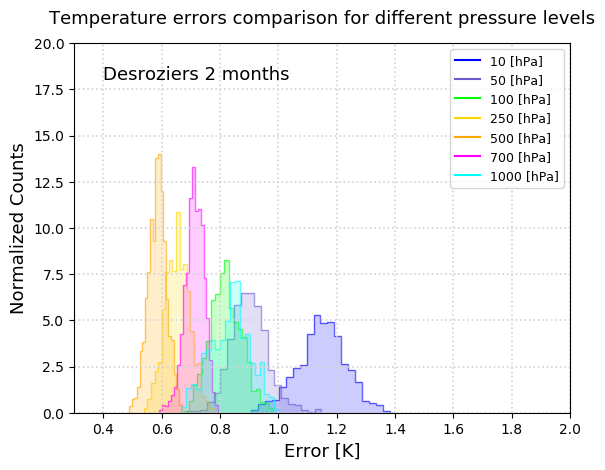 Temperature errors comparison for different pressure levels
20.0
17.5
15.0
12.5
10.0
7.5
5.0
2.5
0.0
Normalized Counts
Desroziers 2 months
10 [hPa]
50 [hPa]
100 [hPa]
250 [hPa]
500 [hPa]
700 [hPa]
1000 [hPa]
0.4 0.6 0.8 1.0 1.2 1.4 1.6 1.8 2.0
Error [K]